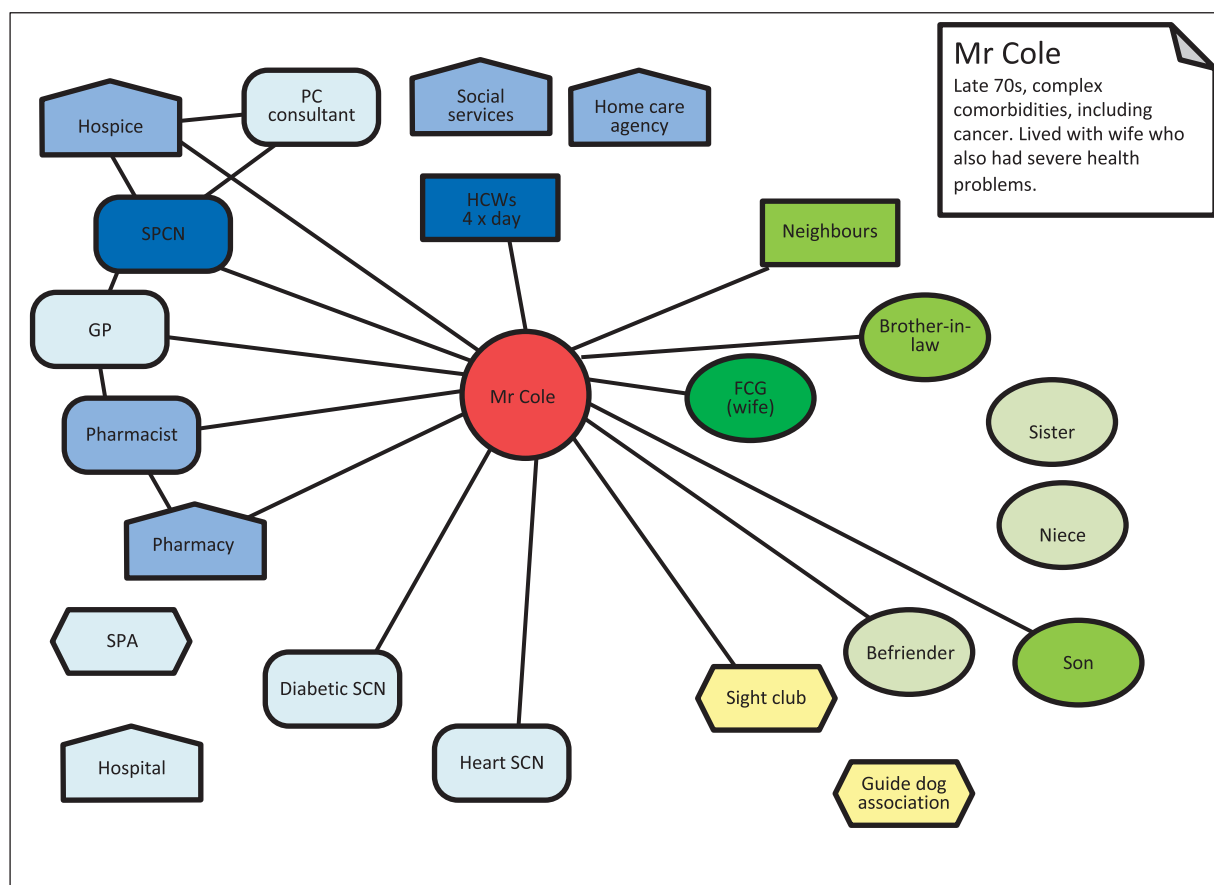 Mr Cole
Late 70s, complex
comorbidities, including
cancer. Lived with wife who
also had severe health
problems.
PC
consultant
Social
services
Home care
agency
Hospice
HCWs
4 x day
SPCN
Neighbours
GP
Brother-in-
law
Mr Cole
FCG
(wife)
Sister
Pharmacist
Niece
Pharmacy
SPA
Befriender
Son
Diabetic SCN
Sight club
Hospital
Heart SCN
Guide dog
association